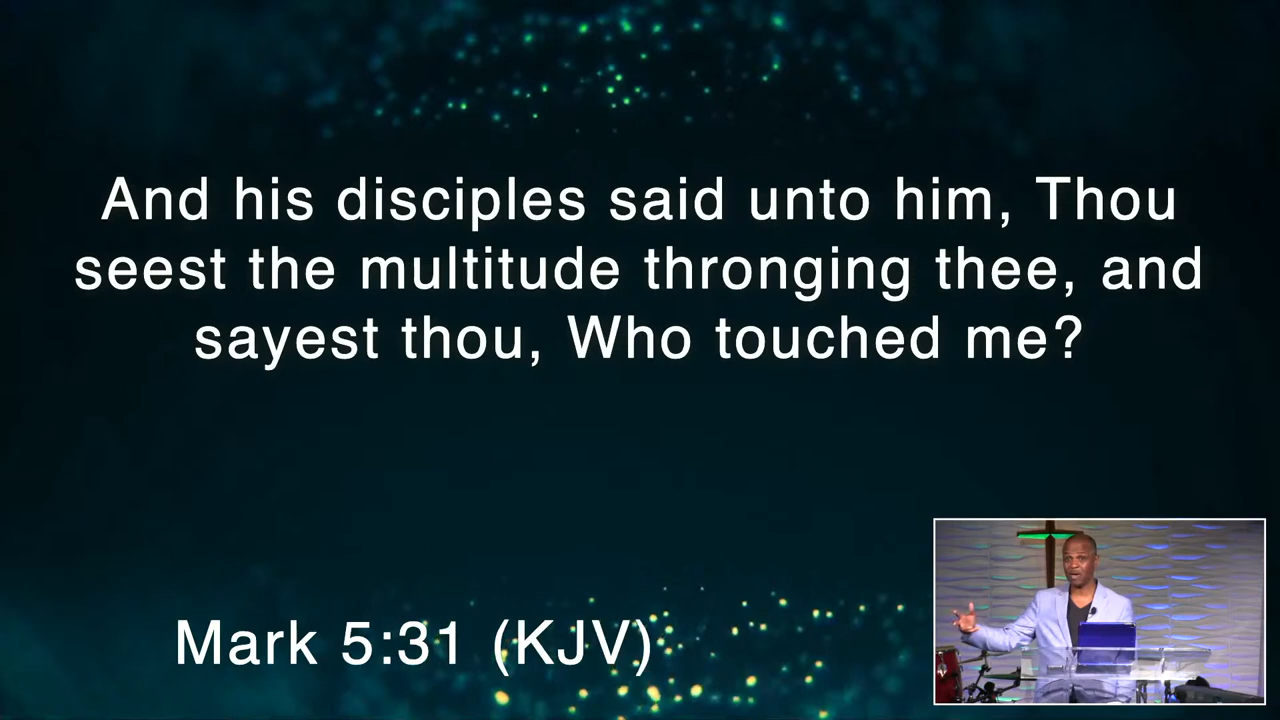 And his disciples said unto him, Thou
seest the multitude thronging thee, and
sayest thou, Who touched me?
Mark 5:31 (KJV)